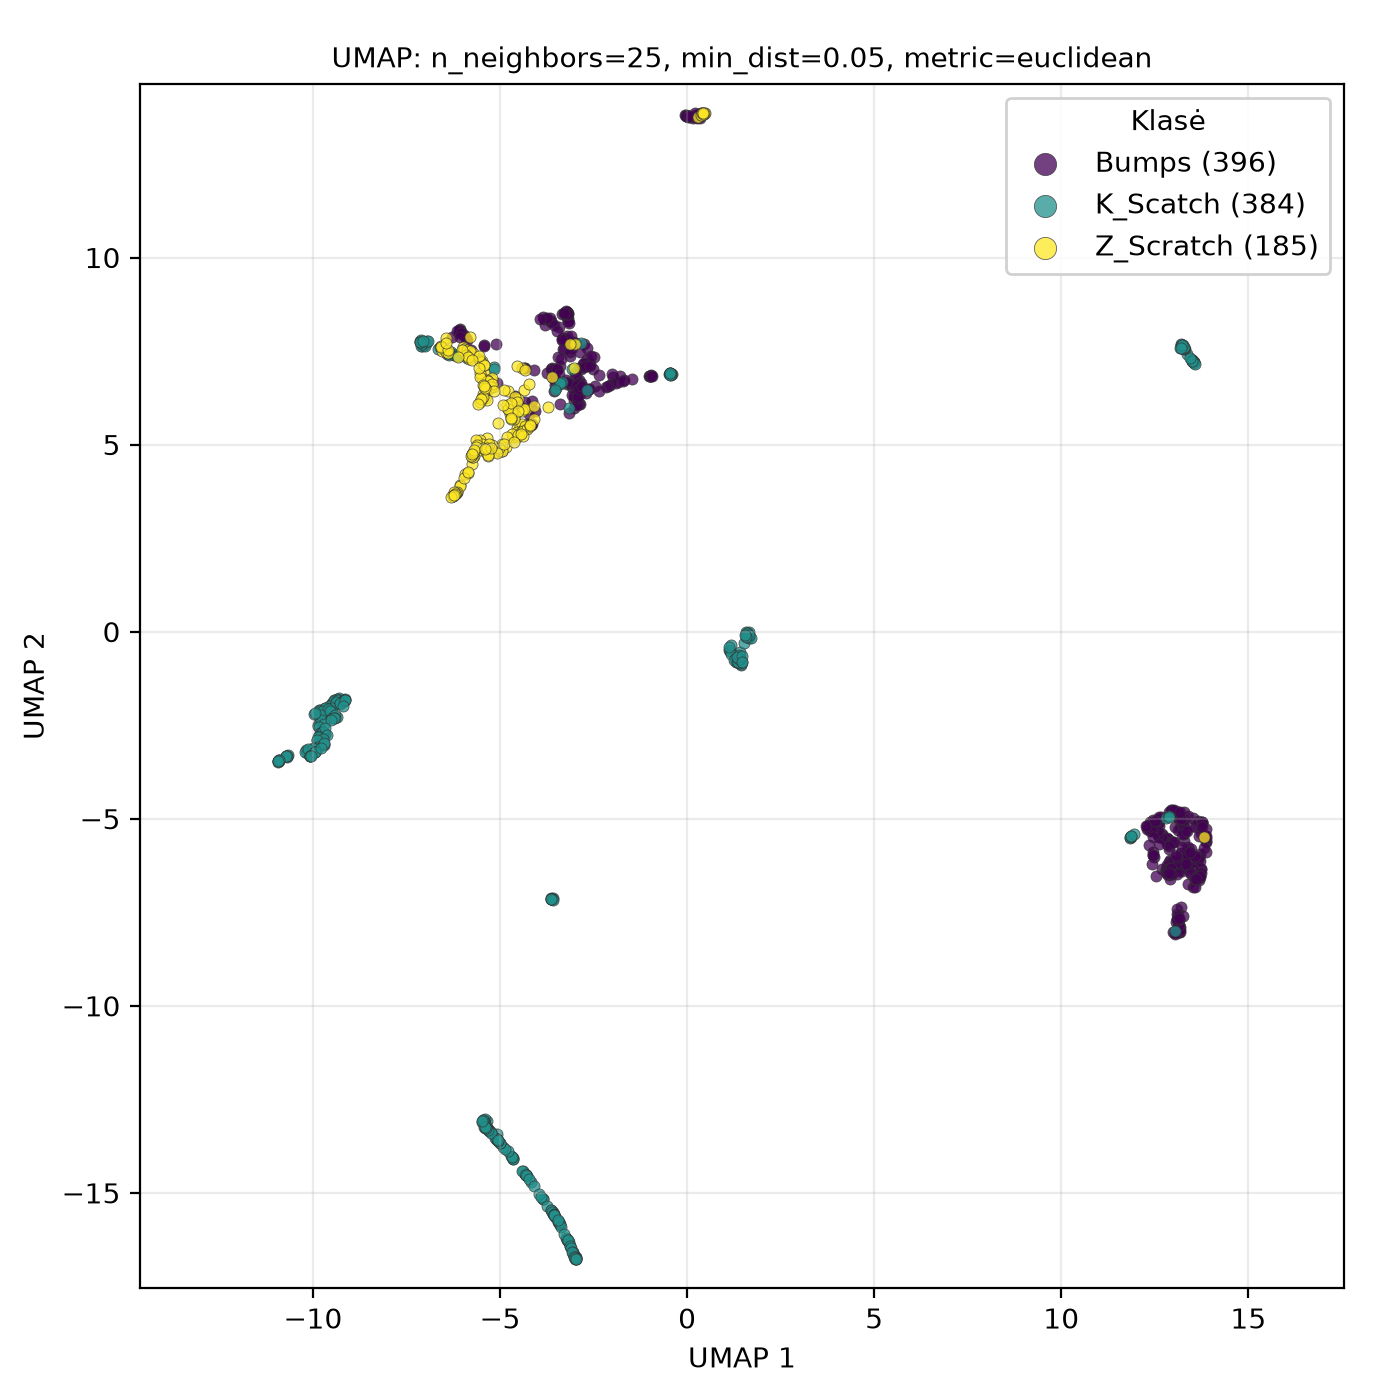 UMAP: n_neighbors=25, min_dist=0.05, metric=euclidean
Klasė
Bumps (396)
K_Scatch (384)
Z_Scratch (185)
10
5
0
−5
−10
−15
UMAP 2
−10
−5
0
5
10
15
UMAP 1